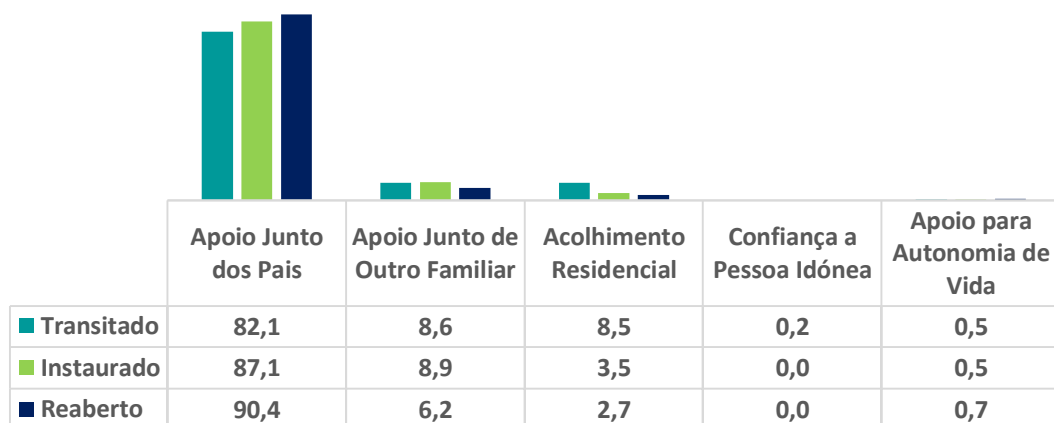 Apoio Junto dos Pais
Apoio Junto de Outro Familiar
Acolhimento Residencial
Confiança a Pessoa Idónea
Apoio para Autonomia de Vida
Transitado 82,1 8,6 8,5 0,2 0,5
Instaurado 87,1 8,9 3,5 0,0 0,5
Reaberto 90,4 6,2 2,7 0,0 0,7